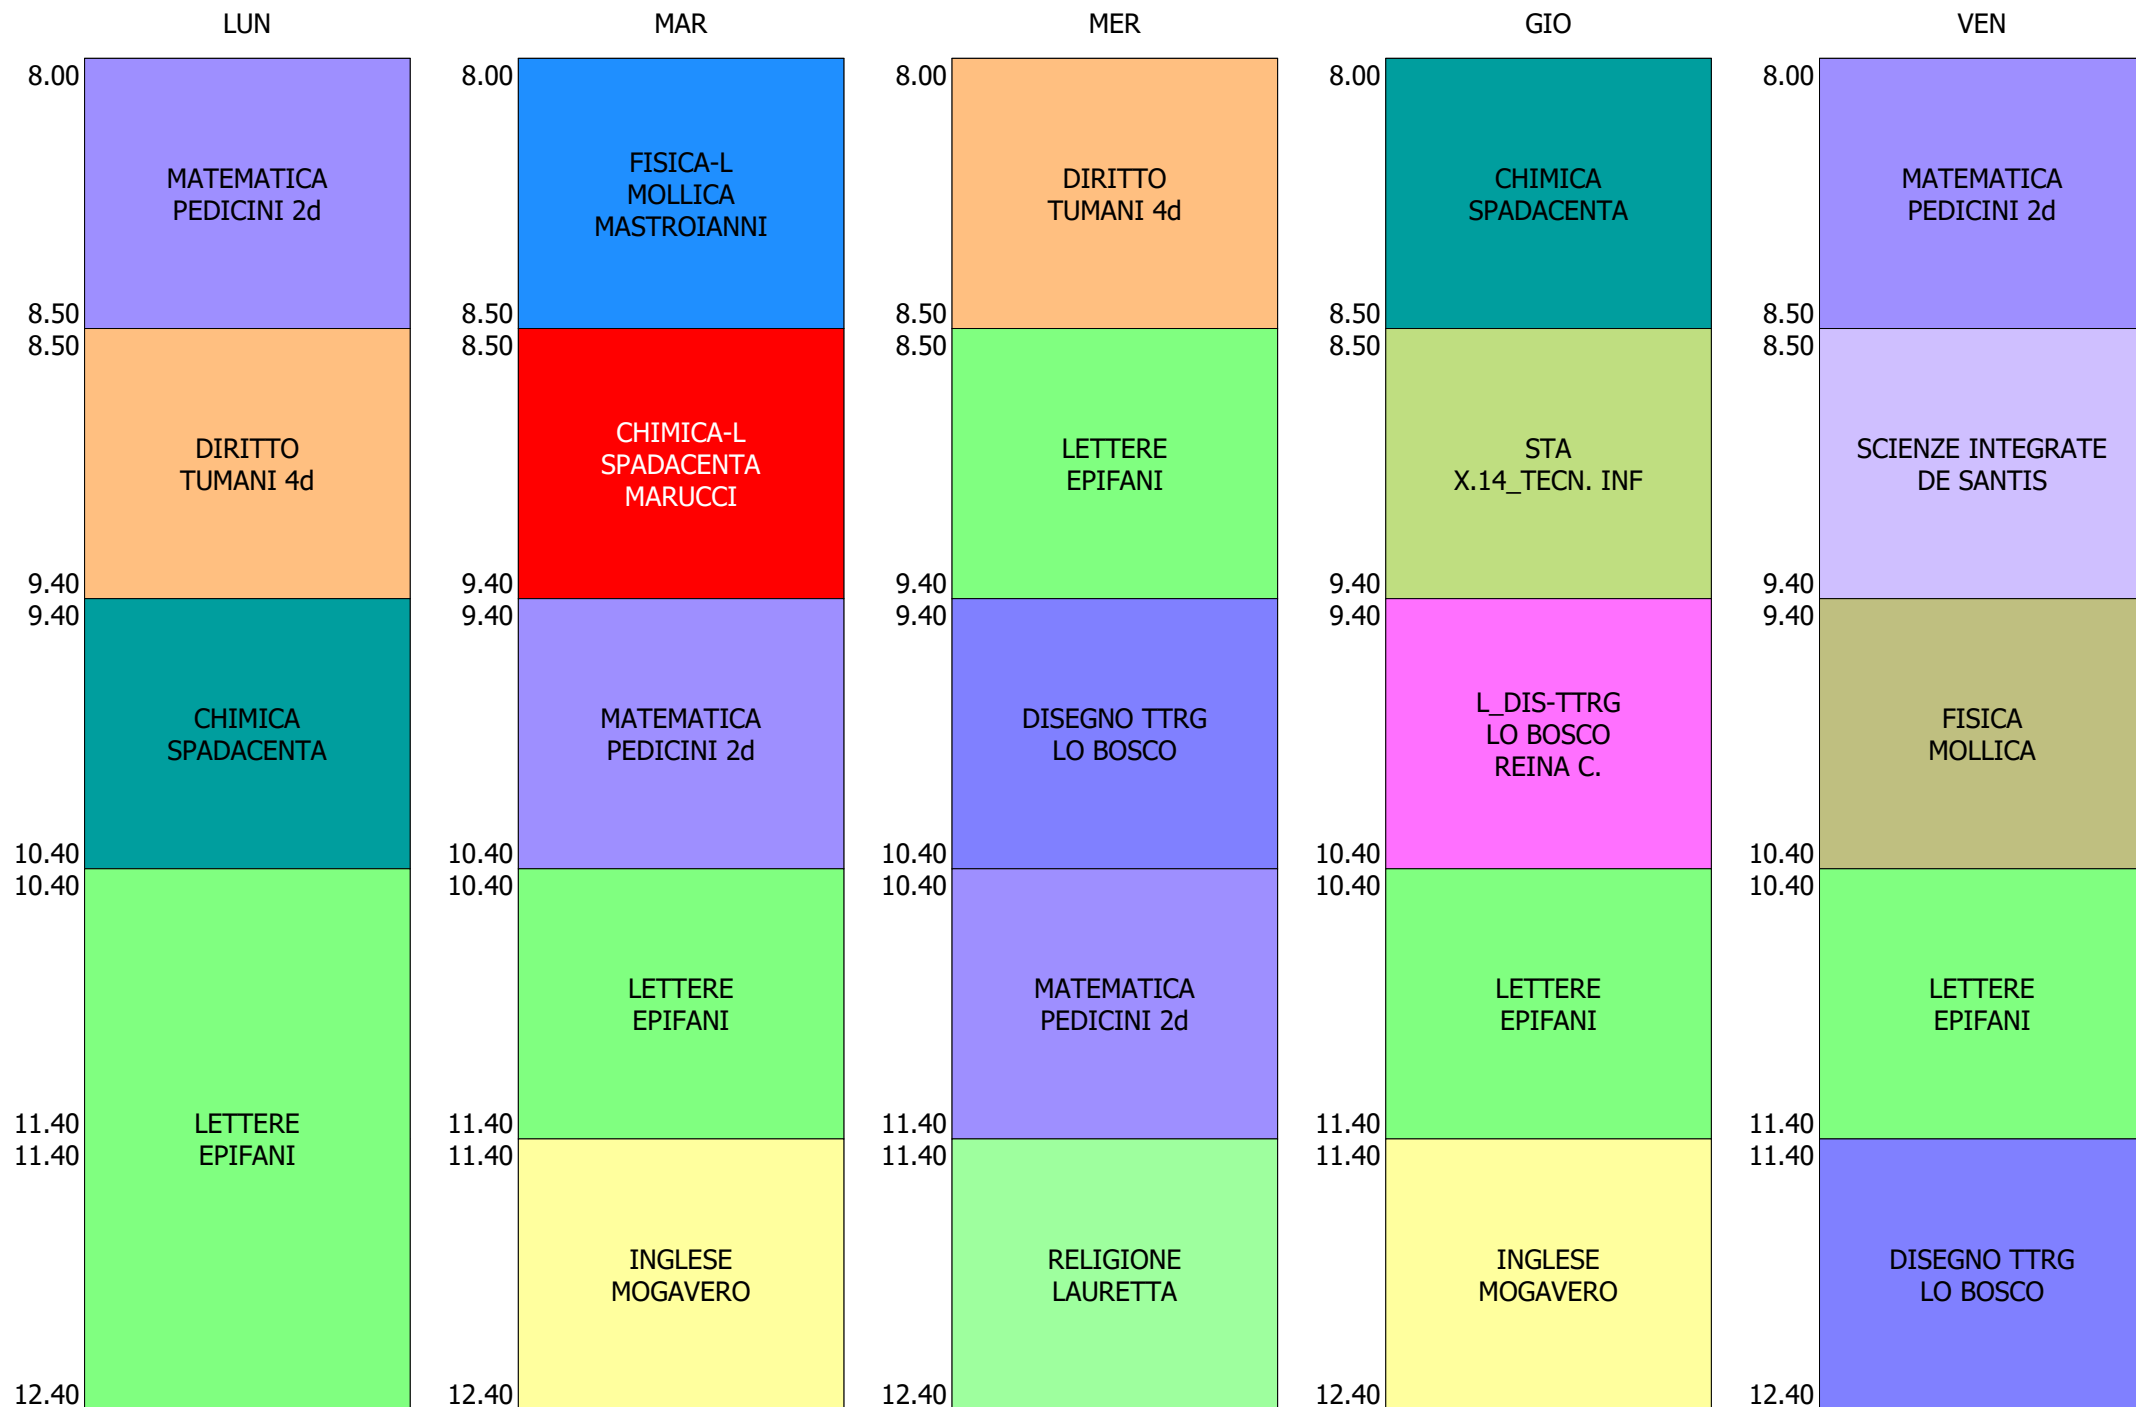 LUN
MAR
MER
GIO
VEN
8.00
MATEMATICA
PEDICINI 2d
8.50
8.50
DIRITTO
TUMANI 4d
9.40
9.40
CHIMICA
SPADACENTA
10.40
10.40
LETTERE
EPIFANI
11.40
11.40
12.40
8.00
FISICA-L
MOLLICA
MASTROIANNI
8.50
8.50
CHIMICA-L
SPADACENTA
MARUCCI
9.40
9.40
MATEMATICA
PEDICINI 2d
10.40
10.40
LETTERE
EPIFANI
11.40
11.40
INGLESE
MOGAVERO
12.40
8.00
DIRITTO
TUMANI 4d
8.50
8.50
LETTERE
EPIFANI
9.40
9.40
DISEGNO TTRG
LO BOSCO
10.40
10.40
MATEMATICA
PEDICINI 2d
11.40
11.40
RELIGIONE
LAURETTA
12.40
8.00
CHIMICA
SPADACENTA
8.50
8.50
STA
X.14_TECN. INF
9.40
9.40
L_DIS-TTRG
LO BOSCO
REINA C.
10.40
10.40
LETTERE
EPIFANI
11.40
11.40
INGLESE
MOGAVERO
12.40
8.00
MATEMATICA
PEDICINI 2d
8.50
8.50
SCIENZE INTEGRATE
DE SANTIS
9.40
9.40
FISICA
MOLLICA
10.40
10.40
LETTERE
EPIFANI
11.40
11.40
DISEGNO TTRG
LO BOSCO
12.40